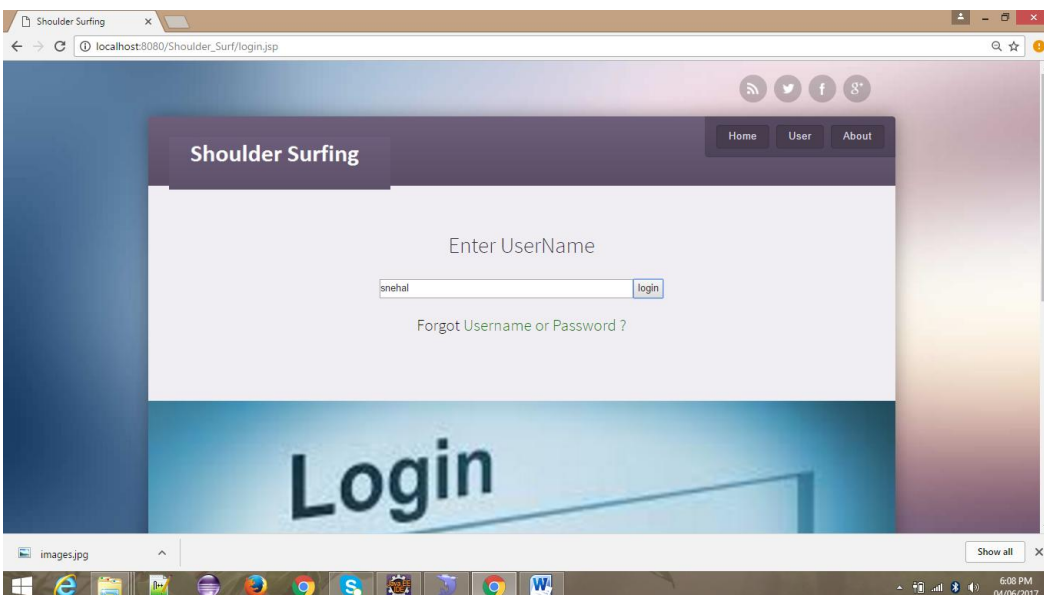 Shoulder Surfing
localhost:8080/Shoulder_Surf/login.jsp
Home User About
Shoulder Surfing
Enter UserName
snehal login
Forgot Username or Password ?
Login
images.jpg
Show all
6:08 PM
04/06/2017